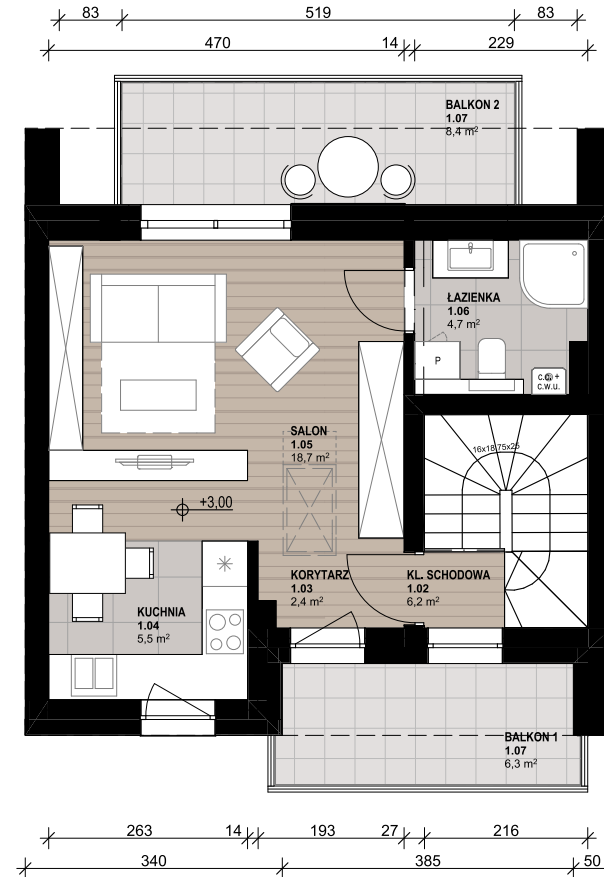 83 519 83
470 14 229
BALKON 2
1.07
8,4 m²
ŁAZIENKA
1.06
4,7 m²
P
c.o. +
c.w.u.
SALON
1.05
18,7 m²
16x18,75x25
+3,00
KORYTARZ
1.03
2,4 m²
KL. SCHODOWA
1.02
6,2 m²
KUCHNIA
1.04
5,5 m²
BALKON 1
1.07
6,3 m²
263 14 193 27 216
340 385 50